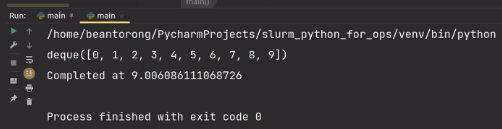 main()
Run: main × main ×
/home/beantorong/PycharmProjects/slurm_python_for_ops/venv/bin/python
deque([0, 1, 2, 3, 4, 5, 6, 7, 8, 9])
Completed at 9.006086111068726
Process finished with exit code 0